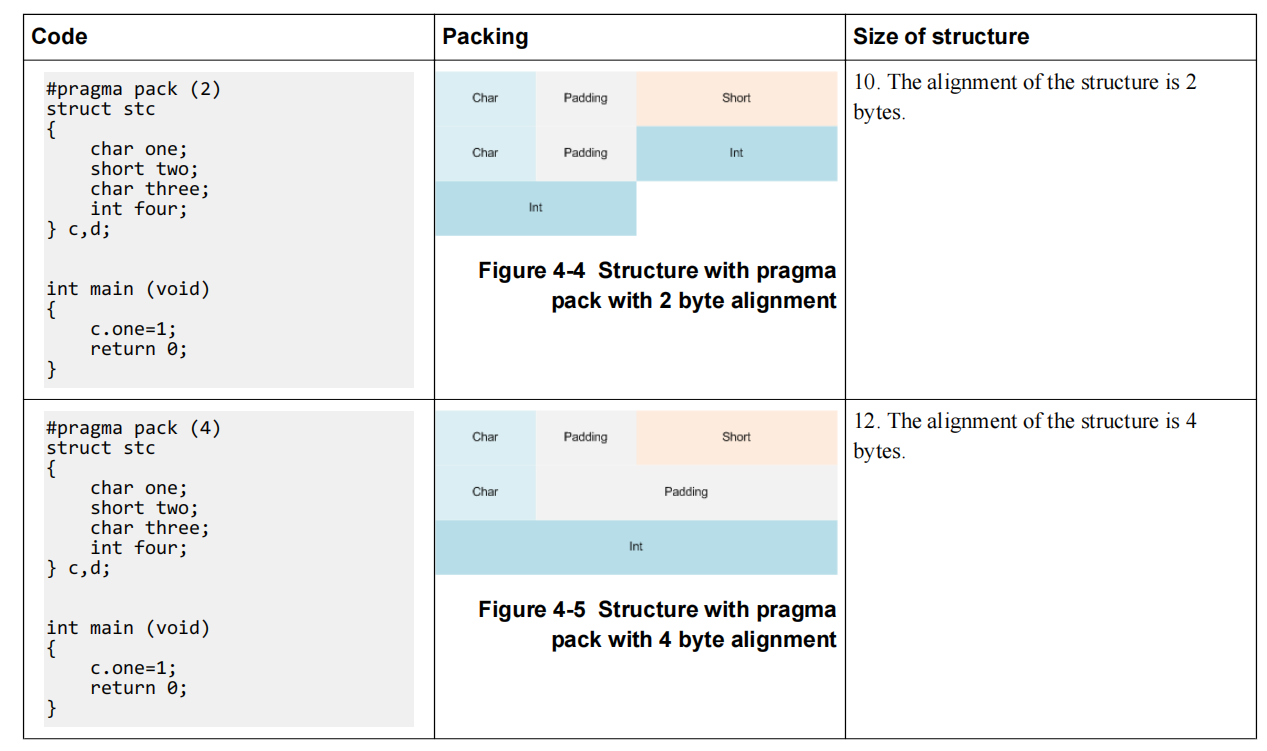 Code
Packing
Size of structure
#pragma pack (2)
struct stc
{
    char one;
    short two;
    char three;
    int four;
} c,d;
int main (void)
{
    c.one=1;
    return 0;
}
Char Padding Short
Char Padding Int
Int
Figure 4-4 Structure with pragma
pack with 2 byte alignment
10. The alignment of the structure is 2
bytes.
#pragma pack (4)
struct stc
{
    char one;
    short two;
    char three;
    int four;
} c,d;
int main (void)
{
    c.one=1;
    return 0;
}
Char Padding Short
Char Padding
Int
Figure 4-5 Structure with pragma
pack with 4 byte alignment
12. The alignment of the structure is 4
bytes.